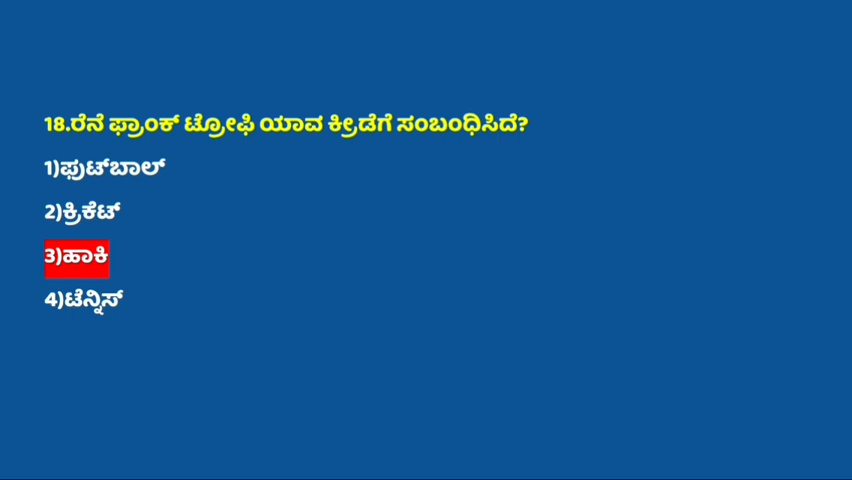 18.ರೆನೆ ಫ್ರಾಂಕ್ ಟ್ರೋಫಿ ಯಾವ ಕ್ರೀಡೆಗೆ ಸಂಬಂಧಿಸಿದೆ?
1)ಫುಟ್‌ಬಾಲ್
2)ಕ್ರಿಕೆಟ್
3)ಹಾಕಿ
4)ಟೆನ್ನಿಸ್